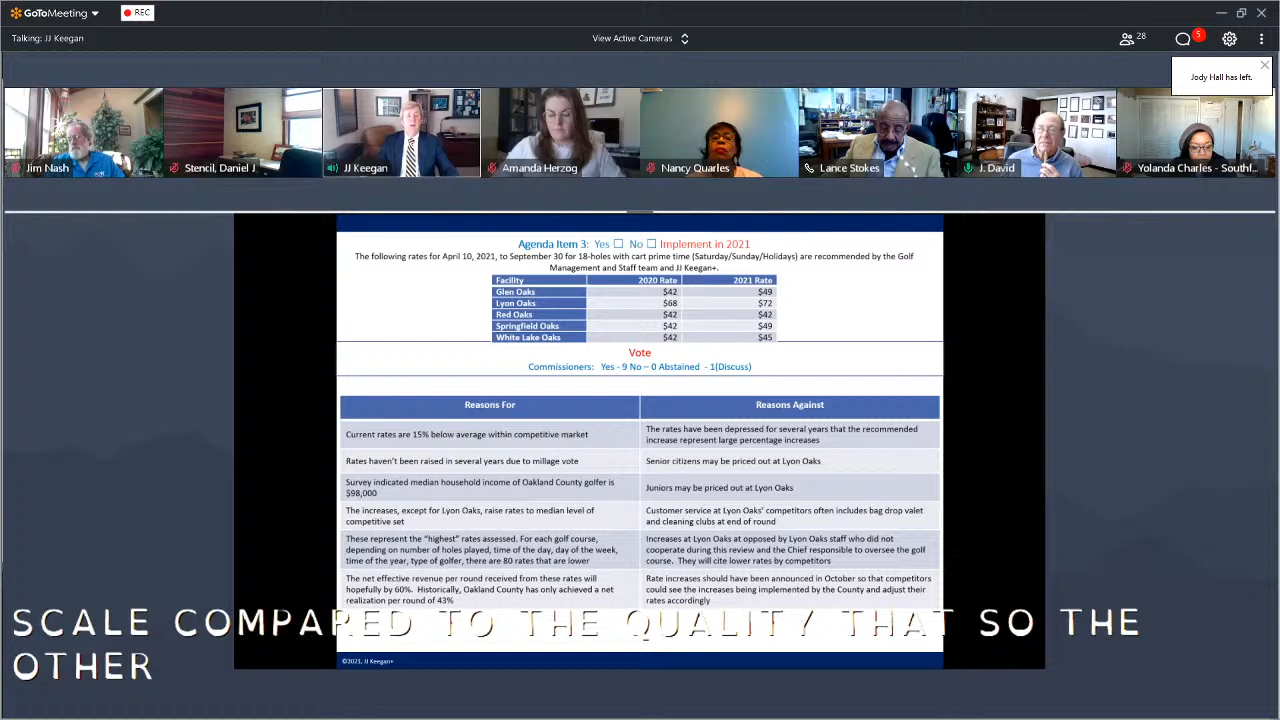 GoToMeeting
REC
Talking: JJ Keegan
View Active Cameras
28
5
Jody Hall has left.
Jim Nash
Stencil, Daniel J
JJ Keegan
Amanda Herzog
Nancy Quarles
Lance Stokes
J. David
Yolanda Charles - Southf...
Agenda Item 3: Yes ☐ No ☐ Implement in 2021
The following rates for April 10, 2021, to September 30 for 18-holes with cart prime time (Saturday/Sunday/Holidays) are recommended by the Golf
Management and Staff team and JJ Keegan+.
Facility 2020 Rate 2021 Rate
Glen Oaks $42 $49
Lyon Oaks $68 $72
Red Oaks $42 $42
Springfield Oaks $42 $49
White Lake Oaks $42 $45
Vote
Commissioners: Yes - 9 No – 0 Abstained - 1(Discuss)
Reasons For
Reasons Against
Current rates are 15% below average within competitive market
The rates have been depressed for several years that the recommended
increase represent large percentage increases
Rates haven't been raised in several years due to millage vote
Senior citizens may be priced out at Lyon Oaks
Survey indicated median household income of Oakland County golfer is
$98,000
Juniors may be priced out at Lyon Oaks
The increases, except for Lyon Oaks, raise rates to median level of
competitive set
Customer service at Lyon Oaks' competitors often includes bag drop valet
and cleaning clubs at end of round
These represent the "highest" rates assessed. For each golf course,
depending on number of holes played, time of the day, day of the week,
time of the year, type of golfer, there are 80 rates that are lower
Increases at Lyon Oaks at opposed by Lyon Oaks staff who did not
cooperate during this review and the Chief responsible to oversee the golf
course. They will cite lower rates by competitors
The net effective revenue per round received from these rates will
hopefully by 60%. Historically, Oakland County has only achieved a net
realization per round of 43%
Rate increases should have been announced in October so that competitors
could see the increases being implemented by the County and adjust their
rates accordingly
SCALE COMPARED TO THE QUALITY THAT SO THE
OTHER
©2021, JJ Keegan+